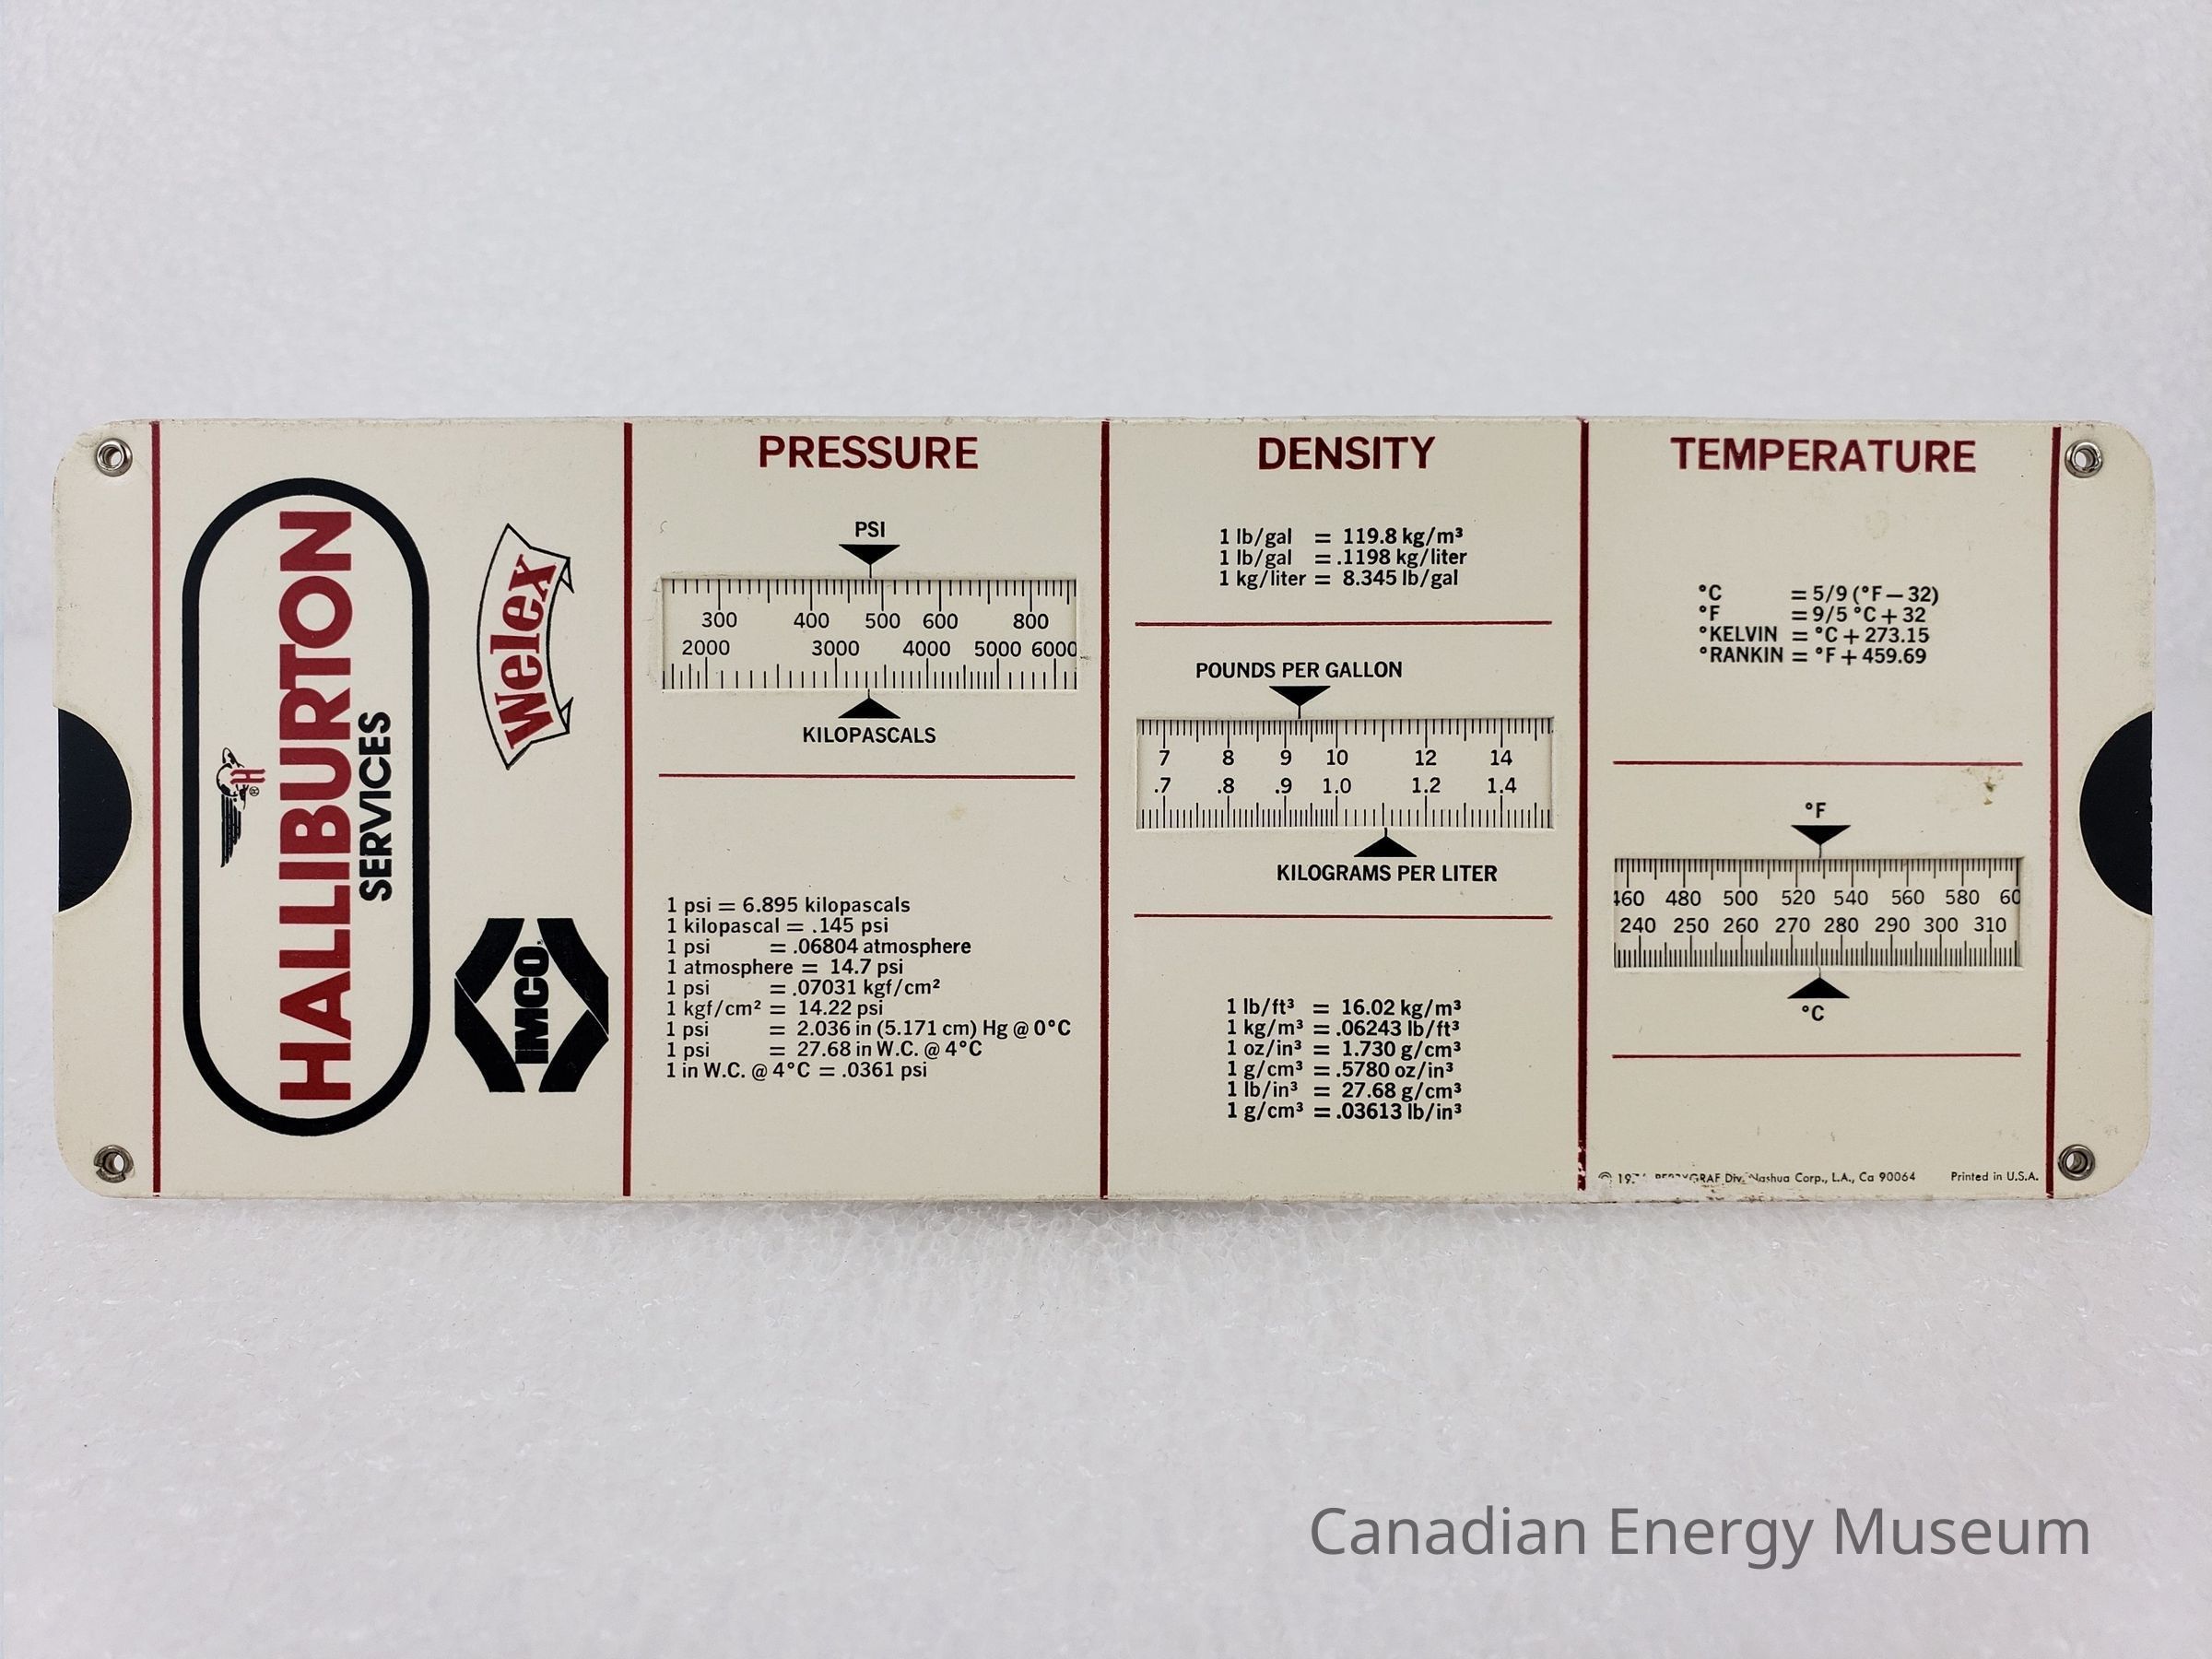 HALLIBURTON
SERVICES
H®
Welex
IMCO
PRESSURE
PSI
300 400 500 600 800
2000 3000 4000 5000 6000
KILOPASCALS
1 psi = 6.895 kilopascals
1 kilopascal = .145 psi
1 psi = .06804 atmosphere
1 atmosphere = 14.7 psi
1 psi = .07031 kgf/cm²
1 kgf/cm² = 14.22 psi
1 psi = 2.036 in (5.171 cm) Hg @ 0°C
1 psi = 27.68 in W.C. @ 4°C
1 in W.C. @ 4°C = .0361 psi
DENSITY
1 lb/gal = 119.8 kg/m³
1 lb/gal = .1198 kg/liter
1 kg/liter = 8.345 lb/gal
POUNDS PER GALLON
7 8 9 10 12 14
.7 .8 .9 1.0 1.2 1.4
KILOGRAMS PER LITER
1 lb/ft³ = 16.02 kg/m³
1 kg/m³ = .06243 lb/ft³
1 oz/in³ = 1.730 g/cm³
1 g/cm³ = .5780 oz/in³
1 lb/in³ = 27.68 g/cm³
1 g/cm³ = .03613 lb/in³
TEMPERATURE
°C = 5/9 (°F – 32)
°F = 9/5 °C + 32
°KELVIN = °C + 273.15
°RANKIN = °F + 459.69
°F
460 480 500 520 540 560 580 60
240 250 260 270 280 290 300 310
°C
© Div. Nashua Corp., L.A., Ca 90064 Printed in U.S.A.
Canadian Energy Museum